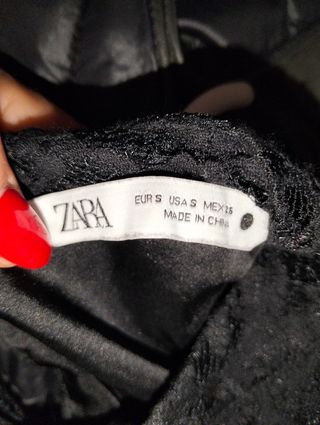 ZARA
EUR S USA S MEX 26
MADE IN CHINA